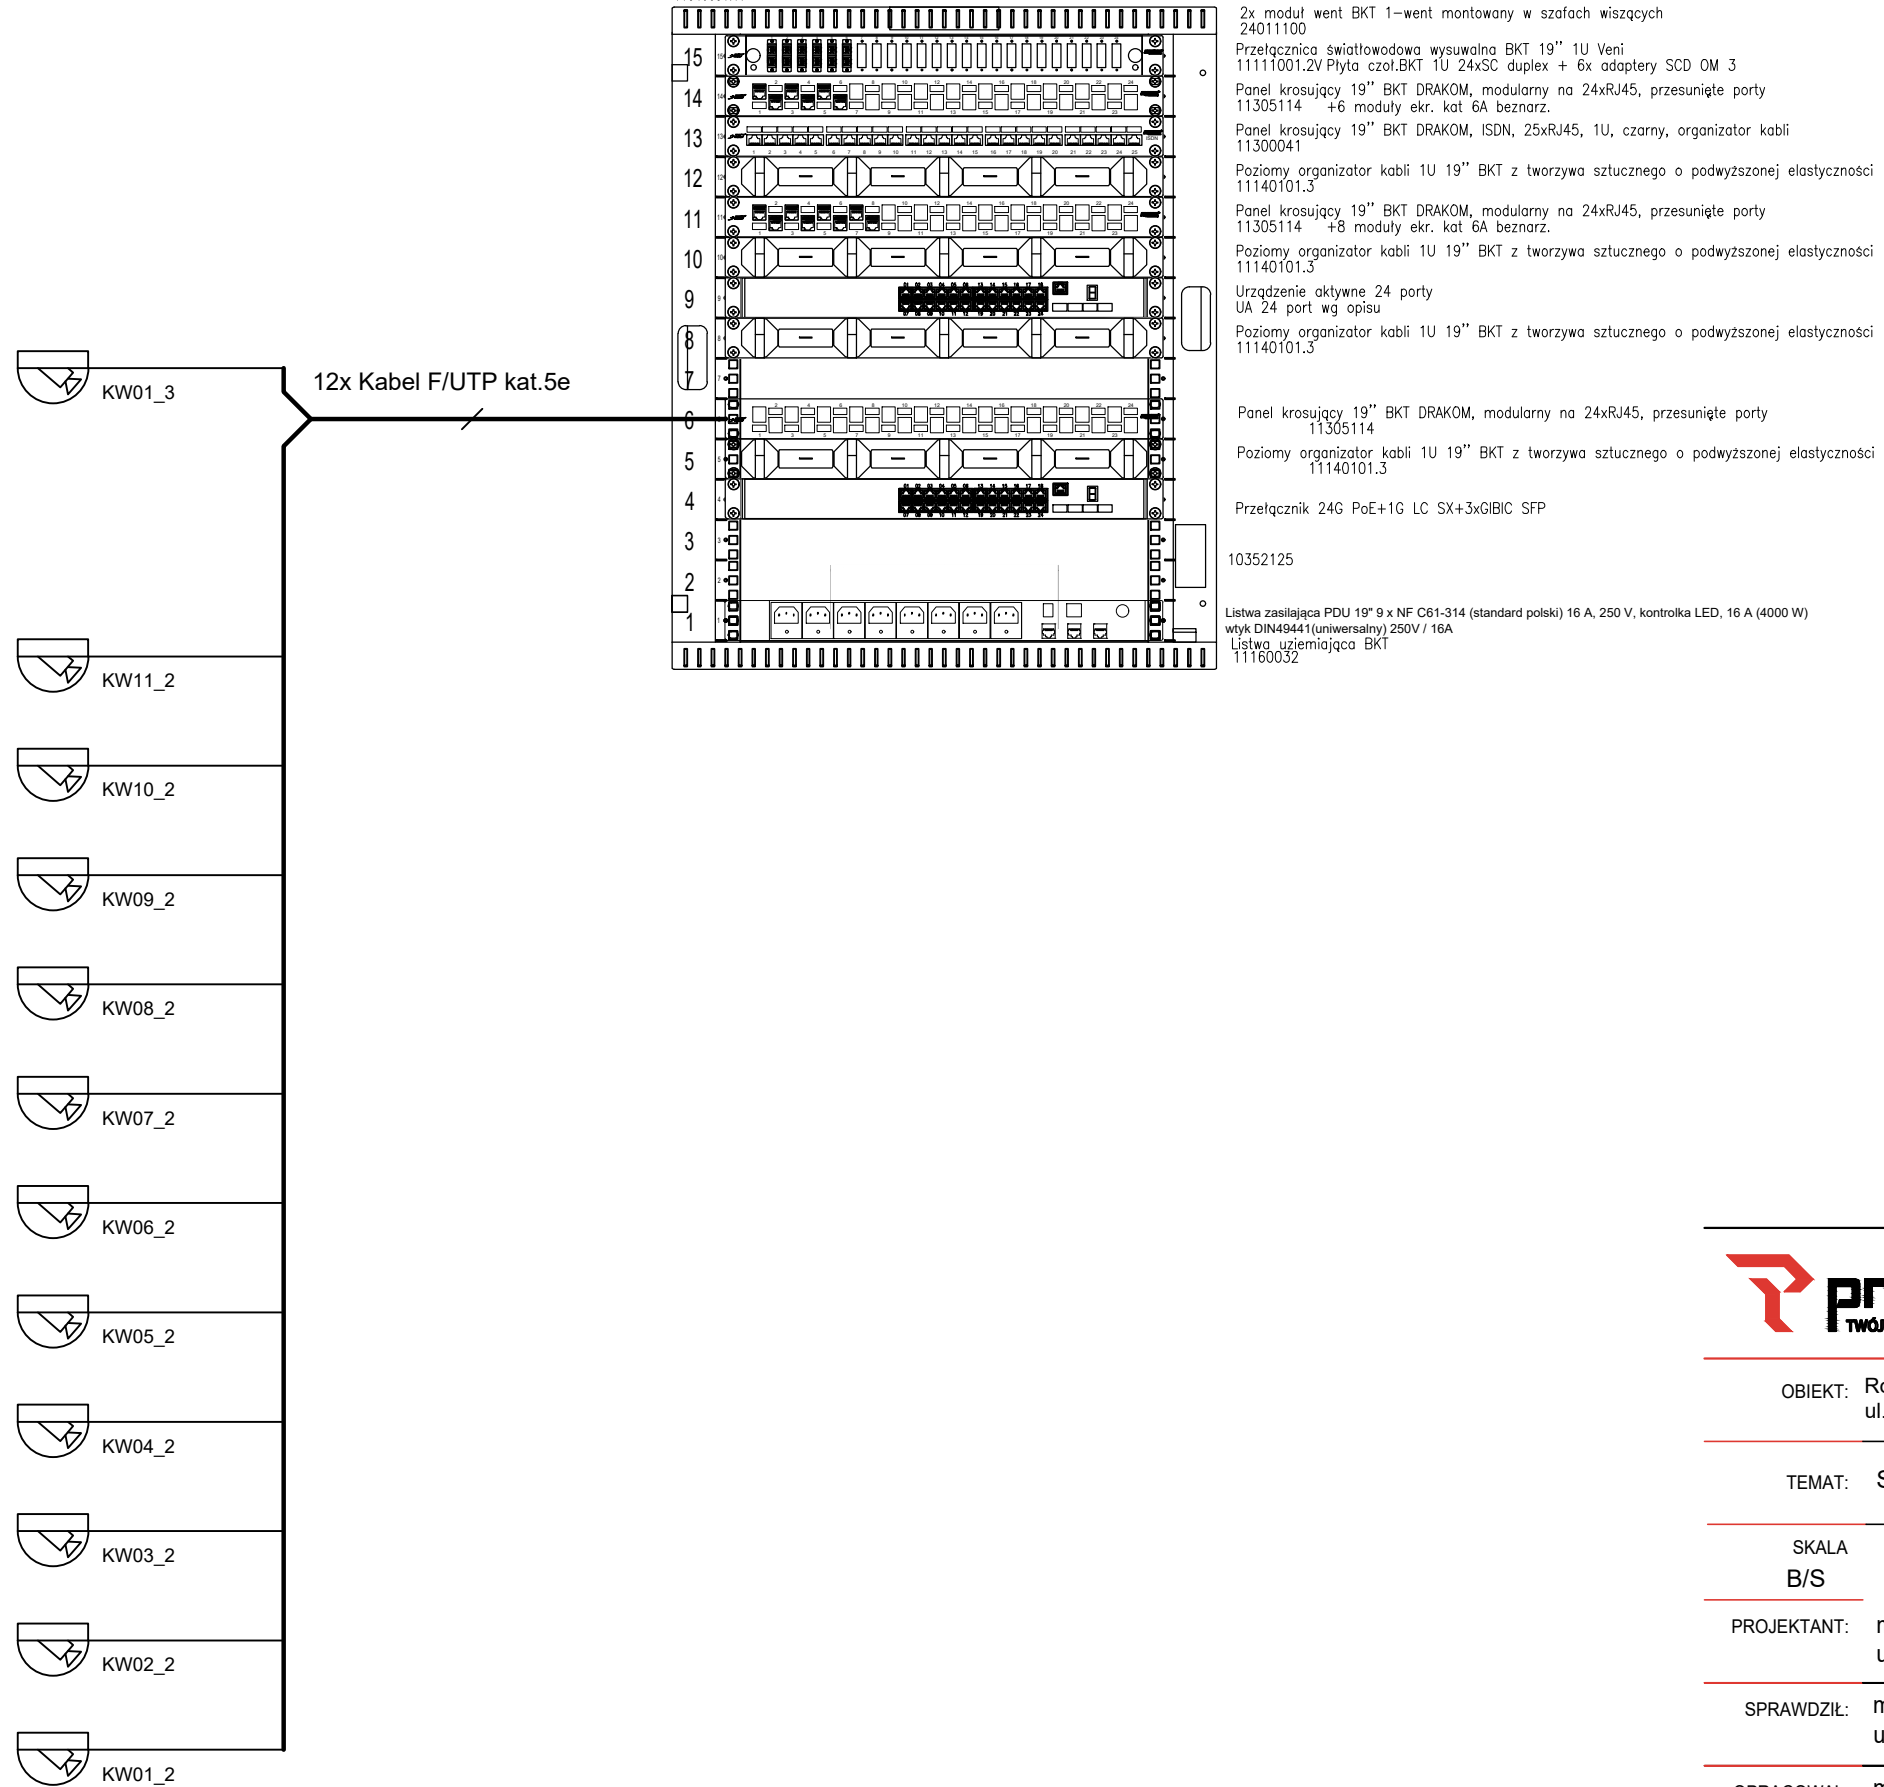 2x moduł went BKT 1-went montowany w szafach wiszących
24011100
Przełącznica światłowodowa wysuwalna BKT 19'' 1U Veni
11111001.2V Płyta czoł.BKT 1U 24xSC duplex + 6x adaptery SCD OM 3
Panel krosujący 19'' BKT DRAKOM, modularny na 24xRJ45, przesunięte porty
11305114 +6 moduły ekr. kat 6A beznarz.
Panel krosujący 19'' BKT DRAKOM, ISDN, 25xRJ45, 1U, czarny, organizator kabli
11300041
Poziomy organizator kabli 1U 19'' BKT z tworzywa sztucznego o podwyższonej elastyczności
11140101.3
Panel krosujący 19'' BKT DRAKOM, modularny na 24xRJ45, przesunięte porty
11305114 +8 moduły ekr. kat 6A beznarz.
Poziomy organizator kabli 1U 19'' BKT z tworzywa sztucznego o podwyższonej elastyczności
11140101.3
Urządzenie aktywne 24 porty
UA 24 port wg opisu
Poziomy organizator kabli 1U 19'' BKT z tworzywa sztucznego o podwyższonej elastyczności
11140101.3
Panel krosujący 19'' BKT DRAKOM, modularny na 24xRJ45, przesunięte porty
11305114
Poziomy organizator kabli 1U 19'' BKT z tworzywa sztucznego o podwyższonej elastyczności
11140101.3
Przełącznik 24G PoE+1G LC SX+3xGIBIC SFP
10352125
Listwa zasilająca PDU 19" 9 x NF C61-314 (standard polski) 16 A, 250 V, kontrolka LED, 16 A (4000 W)
wtyk DIN49441(uniwersalny) 250V / 16A
Listwa uziemiająca BKT
11160032
15
14
13
12
11
10
9
8
7
6
5
4
3
2
1
12x Kabel F/UTP kat.5e
KW01_3
KW11_2
KW10_2
KW09_2
KW08_2
KW07_2
KW06_2
KW05_2
KW04_2
KW03_2
KW02_2
KW01_2
OBIEKT:
ul.
TEMAT: S
SKALA
B/S
PROJEKTANT:
SPRAWDZIŁ: